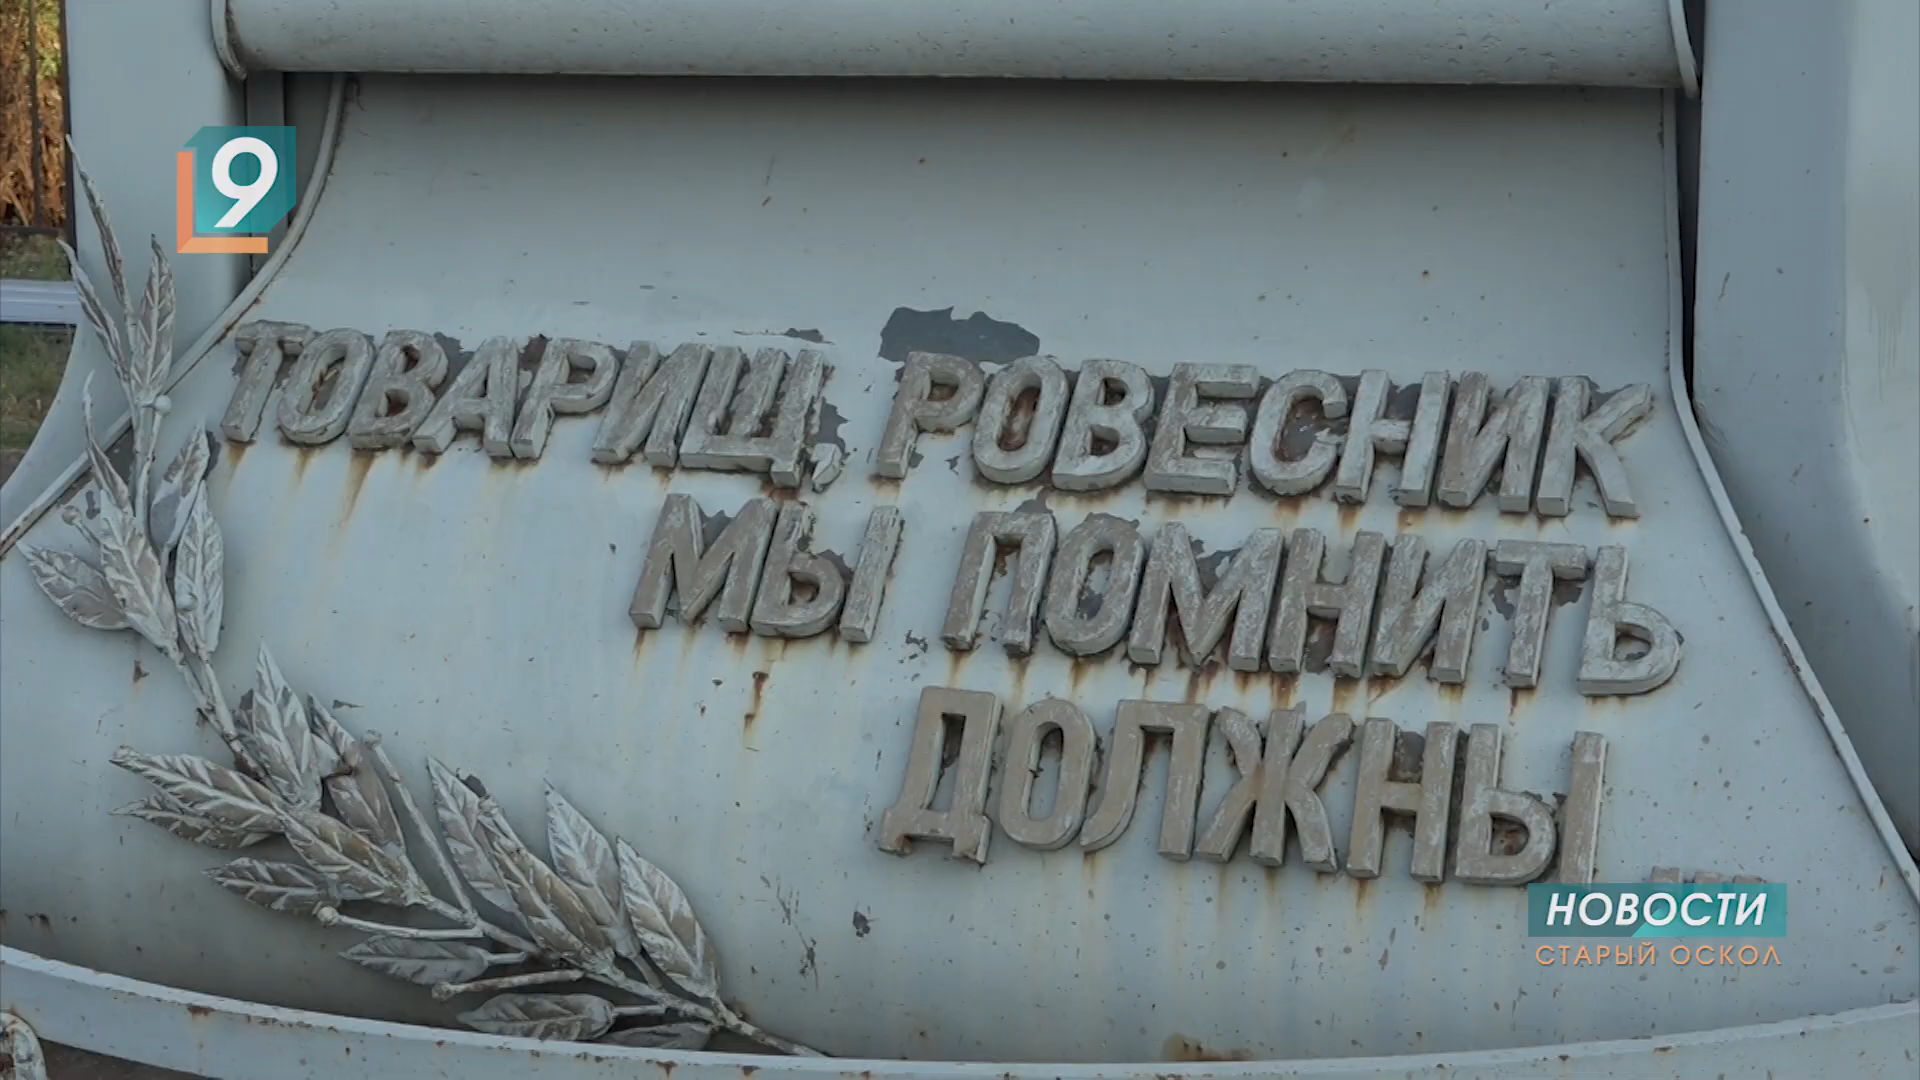 9
ТОВАРИЩ, РОВЕСНИК
МЫ ПОМНИТЬ
ДОЛЖНЫ
НОВОСТИ
СТАРЫЙ ОСКОЛ